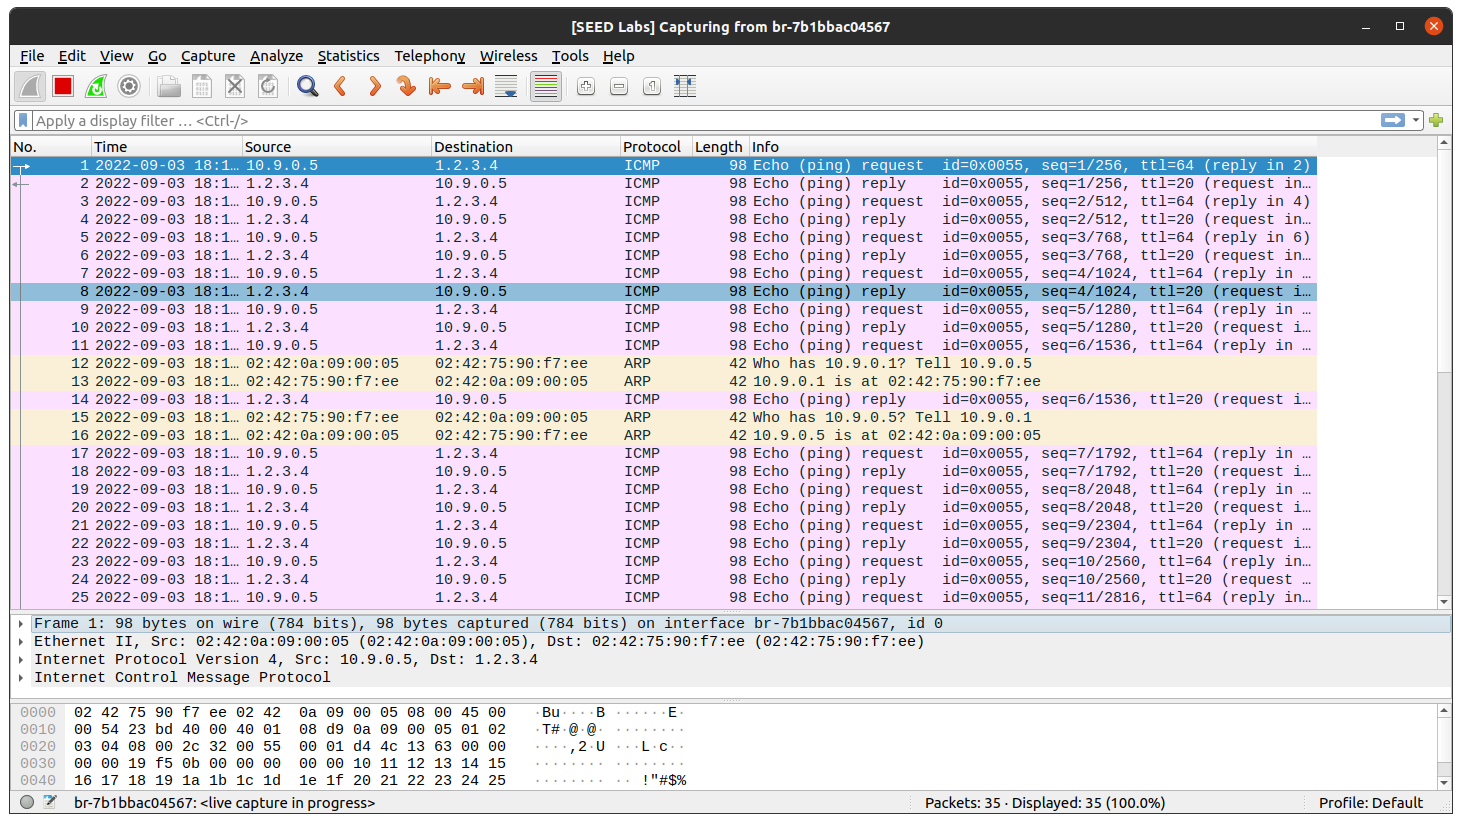 [SEED Labs] Capturing from br-7b1bbac04567
File Edit View Go Capture Analyze Statistics Telephony Wireless Tools Help
Apply a display filter … <Ctrl-/>
No. Time Source Destination Protocol Length Info
1 2022-09-03 18:1… 10.9.0.5 1.2.3.4 ICMP 98 Echo (ping) request id=0x0055, seq=1/256, ttl=64 (reply in 2)
2 2022-09-03 18:1… 1.2.3.4 10.9.0.5 ICMP 98 Echo (ping) reply id=0x0055, seq=1/256, ttl=20 (request in…
3 2022-09-03 18:1… 10.9.0.5 1.2.3.4 ICMP 98 Echo (ping) request id=0x0055, seq=2/512, ttl=64 (reply in 4)
4 2022-09-03 18:1… 1.2.3.4 10.9.0.5 ICMP 98 Echo (ping) reply id=0x0055, seq=2/512, ttl=20 (request in…
5 2022-09-03 18:1… 10.9.0.5 1.2.3.4 ICMP 98 Echo (ping) request id=0x0055, seq=3/768, ttl=64 (reply in 6)
6 2022-09-03 18:1… 1.2.3.4 10.9.0.5 ICMP 98 Echo (ping) reply id=0x0055, seq=3/768, ttl=20 (request in…
7 2022-09-03 18:1… 10.9.0.5 1.2.3.4 ICMP 98 Echo (ping) request id=0x0055, seq=4/1024, ttl=64 (reply in …
8 2022-09-03 18:1… 1.2.3.4 10.9.0.5 ICMP 98 Echo (ping) reply id=0x0055, seq=4/1024, ttl=20 (request i…
9 2022-09-03 18:1… 10.9.0.5 1.2.3.4 ICMP 98 Echo (ping) request id=0x0055, seq=5/1280, ttl=64 (reply in …
10 2022-09-03 18:1… 1.2.3.4 10.9.0.5 ICMP 98 Echo (ping) reply id=0x0055, seq=5/1280, ttl=20 (request i…
11 2022-09-03 18:1… 10.9.0.5 1.2.3.4 ICMP 98 Echo (ping) request id=0x0055, seq=6/1536, ttl=64 (reply in …
12 2022-09-03 18:1… 02:42:0a:09:00:05 02:42:75:90:f7:ee ARP 42 Who has 10.9.0.1? Tell 10.9.0.5
13 2022-09-03 18:1… 02:42:75:90:f7:ee 02:42:0a:09:00:05 ARP 42 10.9.0.1 is at 02:42:75:90:f7:ee
14 2022-09-03 18:1… 1.2.3.4 10.9.0.5 ICMP 98 Echo (ping) reply id=0x0055, seq=6/1536, ttl=20 (request i…
15 2022-09-03 18:1… 02:42:75:90:f7:ee 02:42:0a:09:00:05 ARP 42 Who has 10.9.0.5? Tell 10.9.0.1
16 2022-09-03 18:1… 02:42:0a:09:00:05 02:42:75:90:f7:ee ARP 42 10.9.0.5 is at 02:42:0a:09:00:05
17 2022-09-03 18:1… 10.9.0.5 1.2.3.4 ICMP 98 Echo (ping) request id=0x0055, seq=7/1792, ttl=64 (reply in …
18 2022-09-03 18:1… 1.2.3.4 10.9.0.5 ICMP 98 Echo (ping) reply id=0x0055, seq=7/1792, ttl=20 (request i…
19 2022-09-03 18:1… 10.9.0.5 1.2.3.4 ICMP 98 Echo (ping) request id=0x0055, seq=8/2048, ttl=64 (reply in …
20 2022-09-03 18:1… 1.2.3.4 10.9.0.5 ICMP 98 Echo (ping) reply id=0x0055, seq=8/2048, ttl=20 (request i…
21 2022-09-03 18:1… 10.9.0.5 1.2.3.4 ICMP 98 Echo (ping) request id=0x0055, seq=9/2304, ttl=64 (reply in …
22 2022-09-03 18:1… 1.2.3.4 10.9.0.5 ICMP 98 Echo (ping) reply id=0x0055, seq=9/2304, ttl=20 (request i…
23 2022-09-03 18:1… 10.9.0.5 1.2.3.4 ICMP 98 Echo (ping) request id=0x0055, seq=10/2560, ttl=64 (reply in…
24 2022-09-03 18:1… 1.2.3.4 10.9.0.5 ICMP 98 Echo (ping) reply id=0x0055, seq=10/2560, ttl=20 (request …
25 2022-09-03 18:1… 10.9.0.5 1.2.3.4 ICMP 98 Echo (ping) request id=0x0055, seq=11/2816, ttl=64 (reply in…
Frame 1: 98 bytes on wire (784 bits), 98 bytes captured (784 bits) on interface br-7b1bbac04567, id 0
Ethernet II, Src: 02:42:0a:09:00:05 (02:42:0a:09:00:05), Dst: 02:42:75:90:f7:ee (02:42:75:90:f7:ee)
Internet Protocol Version 4, Src: 10.9.0.5, Dst: 1.2.3.4
Internet Control Message Protocol
0000 02 42 75 90 f7 ee 02 42 0a 09 00 05 08 00 45 00 ·Bu····B ······E·
0010 00 54 23 bd 40 00 40 01 08 d9 0a 09 00 05 01 02 ·T#·@·@· ········
0020 03 04 08 00 2c 32 00 55 00 01 d4 4c 13 63 00 00 ····,2·U ···L·c··
0030 00 00 19 f5 0b 00 00 00 00 00 10 11 12 13 14 15 ········ ········
0040 16 17 18 19 1a 1b 1c 1d 1e 1f 20 21 22 23 24 25 ········ ·· !"#$%
br-7b1bbac04567: <live capture in progress> Packets: 35 · Displayed: 35 (100.0%) Profile: Default